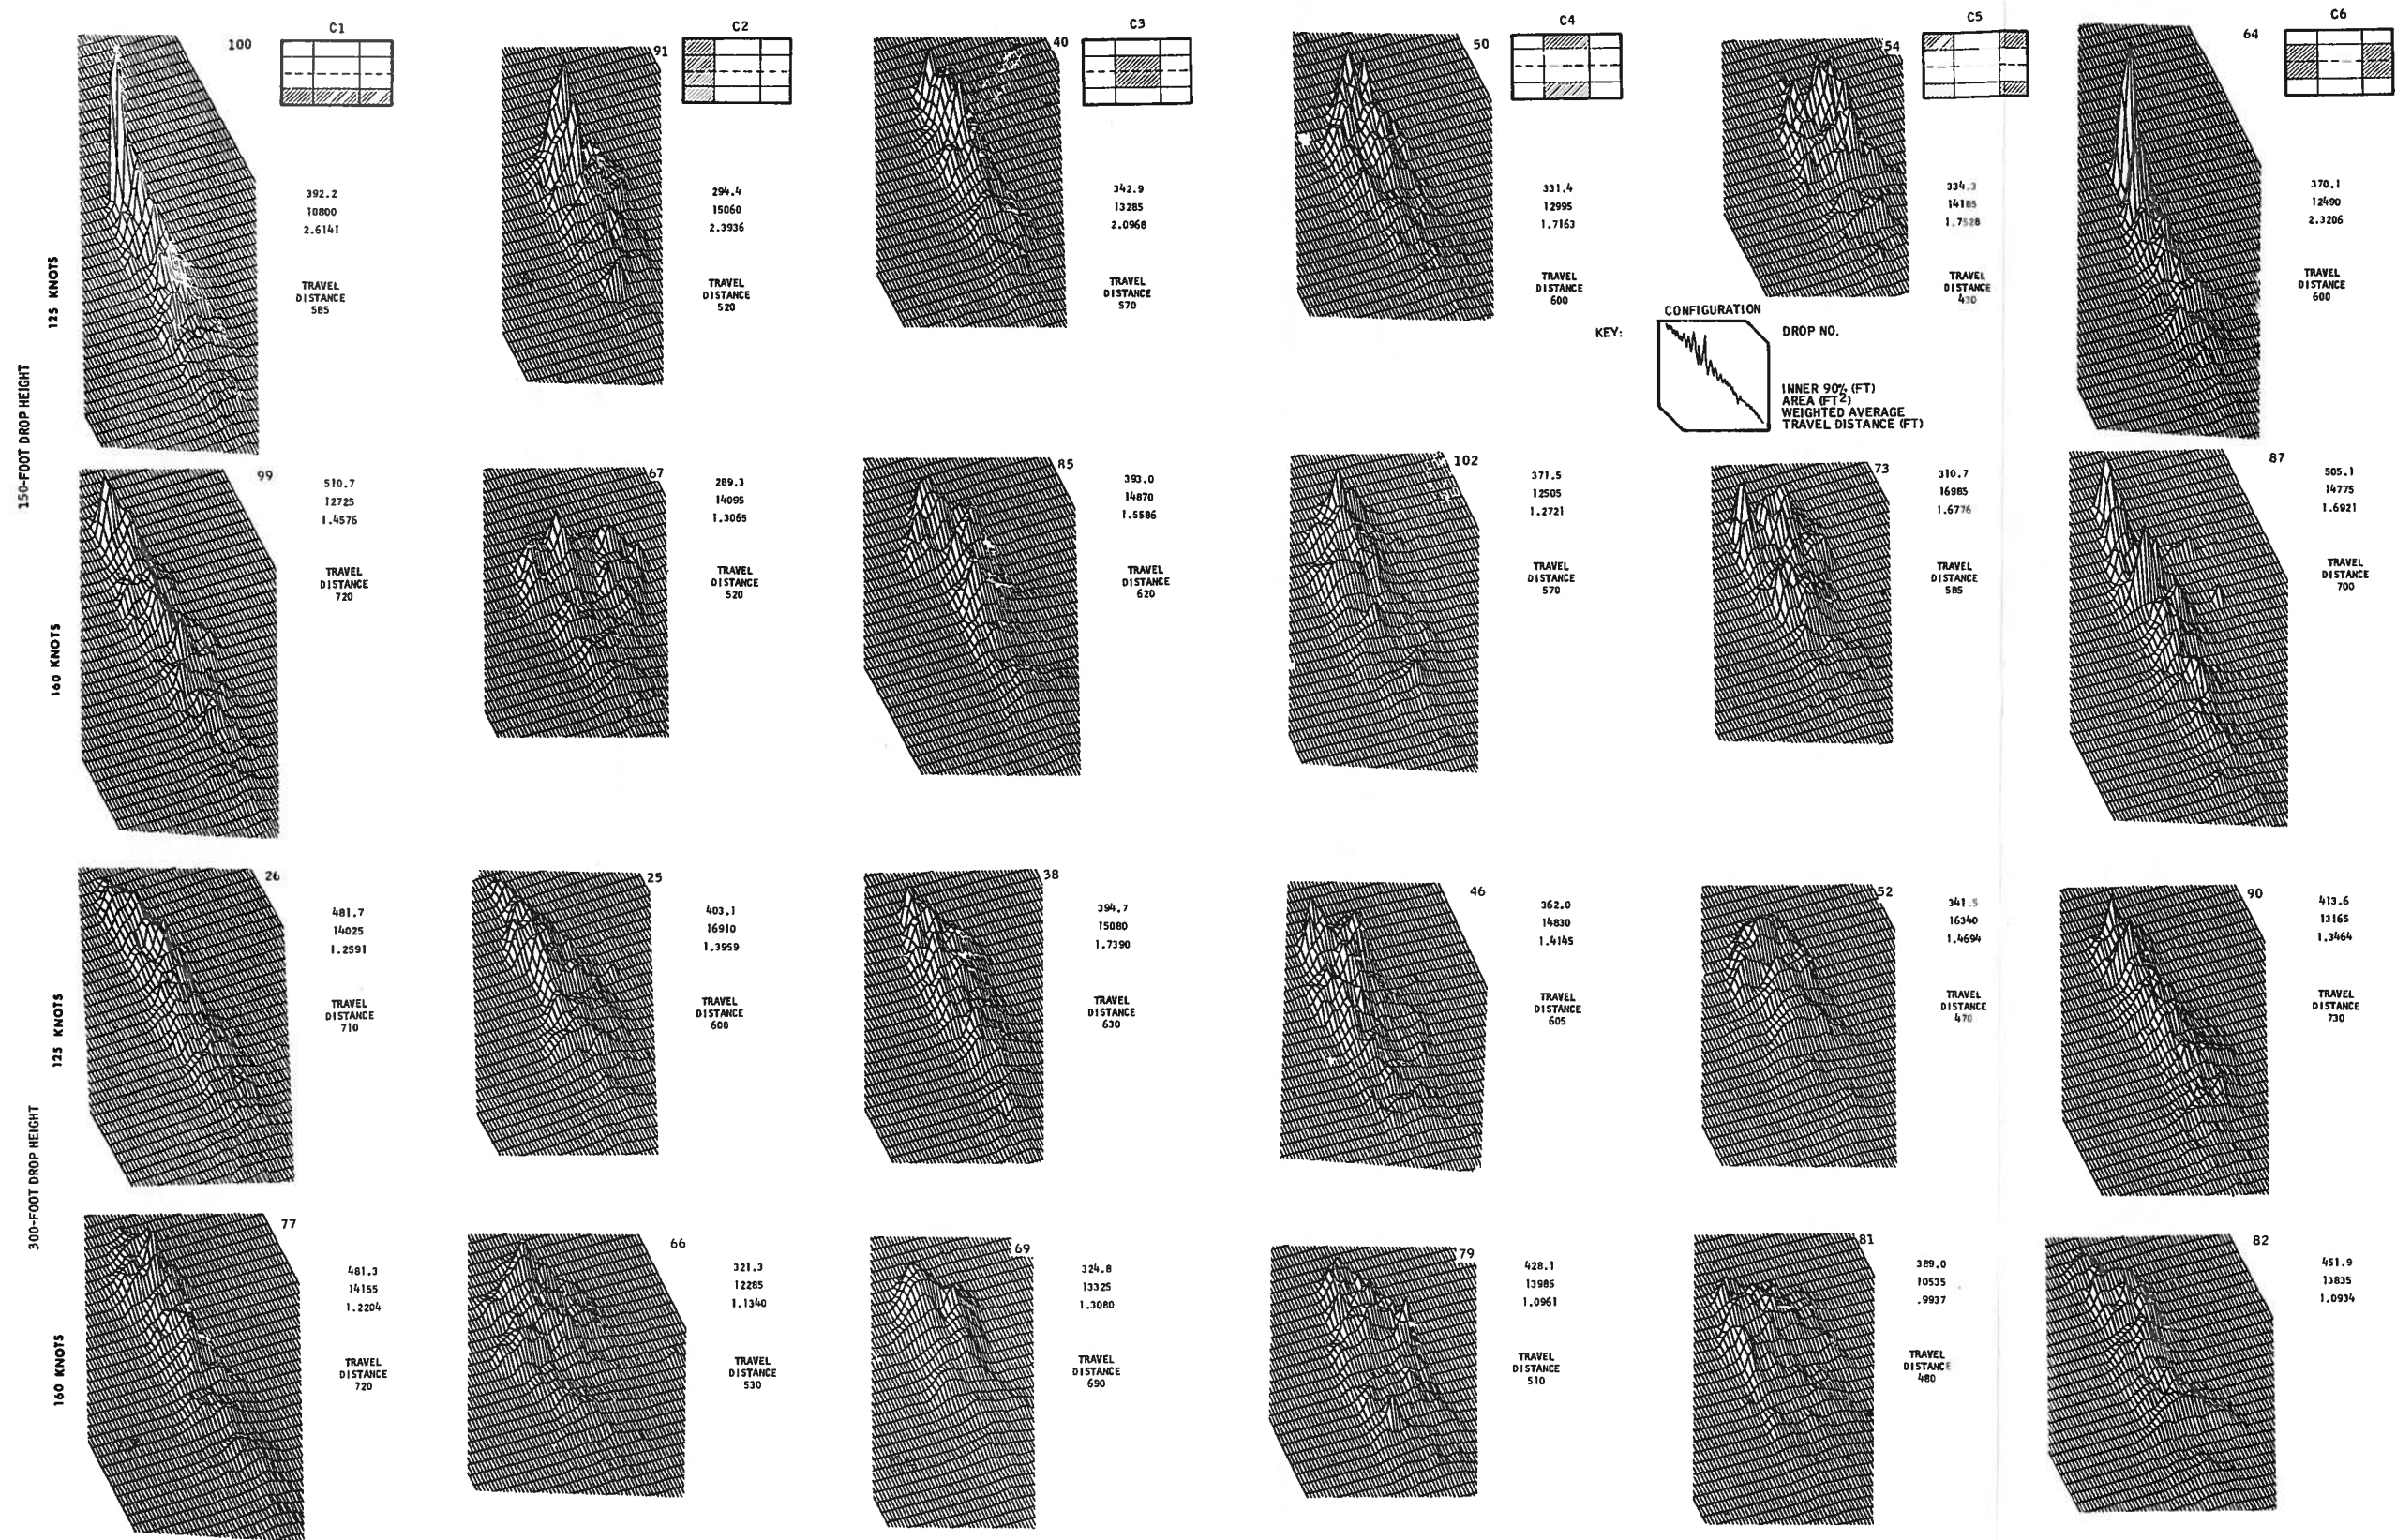 C1
C2
C3
C4
C5
C6
150-FOOT DROP HEIGHT
125 KNOTS
100
392.2
10800
2.6141
TRAVEL
DISTANCE
585
91
294.4
15060
2.3936
TRAVEL
DISTANCE
520
40
342.9
13285
2.0968
TRAVEL
DISTANCE
570
50
331.4
12995
1.7163
TRAVEL
DISTANCE
600
54
334.3
14185
1.7528
TRAVEL
DISTANCE
430
64
370.1
12490
2.3206
TRAVEL
DISTANCE
600
KEY:
CONFIGURATION
DROP NO.
INNER 90% (FT)
AREA (FT2)
WEIGHTED AVERAGE
TRAVEL DISTANCE (FT)
160 KNOTS
99
510.7
12725
1.4576
TRAVEL
DISTANCE
720
67
289.3
14095
1.3065
TRAVEL
DISTANCE
520
85
393.0
14870
1.5586
TRAVEL
DISTANCE
620
102
371.5
12505
1.2721
TRAVEL
DISTANCE
570
73
310.7
16985
1.6776
TRAVEL
DISTANCE
585
87
505.1
14775
1.6921
TRAVEL
DISTANCE
700
300-FOOT DROP HEIGHT
125 KNOTS
26
481.7
14025
1.2591
TRAVEL
DISTANCE
710
25
403.1
16910
1.3959
TRAVEL
DISTANCE
600
38
394.7
15080
1.7390
TRAVEL
DISTANCE
630
46
362.0
14830
1.4145
TRAVEL
DISTANCE
605
52
341.5
16340
1.4694
TRAVEL
DISTANCE
470
90
413.6
13165
1.3464
TRAVEL
DISTANCE
730
160 KNOTS
77
481.3
14155
1.2204
TRAVEL
DISTANCE
720
66
321.3
12285
1.1340
TRAVEL
DISTANCE
530
69
324.8
13325
1.3080
TRAVEL
DISTANCE
690
79
428.1
13985
1.0961
TRAVEL
DISTANCE
510
81
389.0
10535
.9937
TRAVEL
DISTANCE
480
82
451.9
13835
1.0934